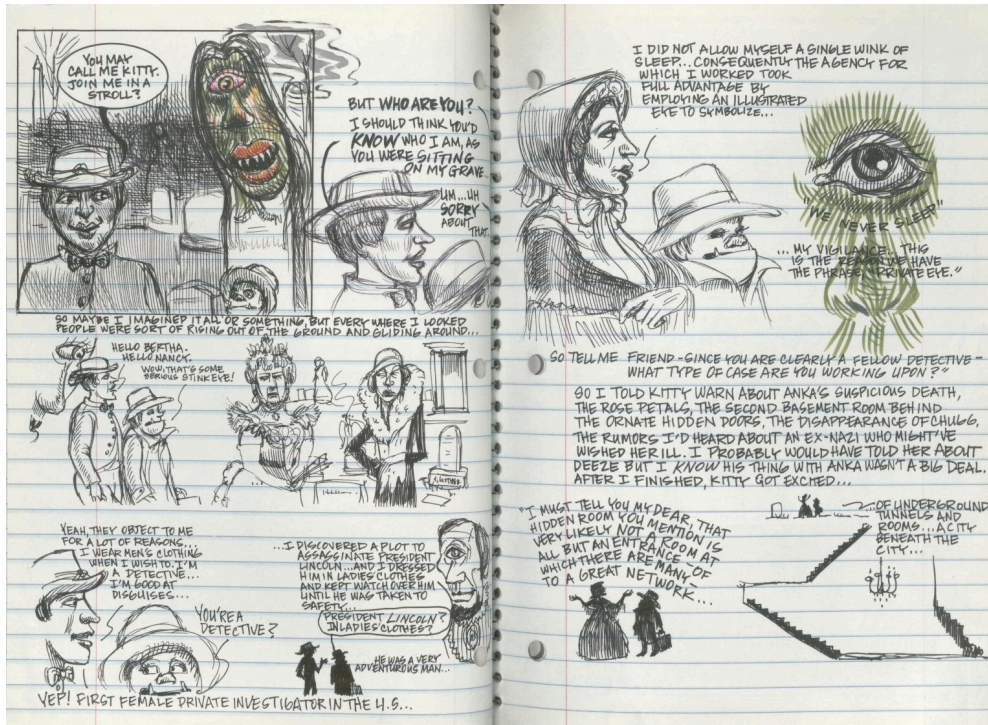 YOU MAY
CALL ME KITTY.
JOIN ME IN A
STROLL?
BUT WHO ARE YOU?
I SHOULD THINK YOU'D
KNOW WHO I AM, AS
YOU WERE SITTING
ON MY GRAVE.
UM...UH
SORRY
ABOUT
THAT.
SO MAYBE I IMAGINED IT ALL OR SOMETHING, BUT EVERY WHERE I LOOKED
PEOPLE WERE SORT OF RISING OUT OF THE GROUND AND GLIDING AROUND...
HELLO BERTHA.
HELLO NANCY.
WOW, THAT'S SOME
SERIOUS STINKEYE!
YEAH, THEY OBJECT TO ME
FOR A LOT OF REASONS...
I WEAR MEN'S CLOTHING
WHEN I WISH TO. I'M
A DETECTIVE...
I'M GOOD AT
DISGUISES...
YOU'RE A
DETECTIVE?
...I DISCOVERED A PLOT TO
ASSASSINATE PRESIDENT
LINCOLN...AND I DRESSED
HIM IN LADIES' CLOTHES
AND KEPT WATCH OVER HIM
UNTIL HE WAS TAKEN TO
SAFETY...
PRESIDENT LINCOLN?
IN LADIES' CLOTHES?
HE WAS A VERY
ADVENTUROUS MAN...
YEP! FIRST FEMALE PRIVATE INVESTIGATOR IN THE U.S...
I DID NOT ALLOW MYSELF A SINGLE WINK OF
SLEEP... CONSEQUENTLY THE AGENCY FOR
WHICH I WORKED TOOK
FULL ADVANTAGE BY
EMPLOYING AN ILLUSTRATED
EYE TO SYMBOLIZE...
"WE NEVER SLEEP"
...MY VIGILANCE. THIS
IS THE REASON WE HAVE
THE PHRASE, "PRIVATE EYE."
SO TELL ME FRIEND - SINCE YOU ARE CLEARLY A FELLOW DETECTIVE -
WHAT TYPE OF CASE ARE YOU WORKING UPON?"
SO I TOLD KITTY WARN ABOUT ANKA'S SUSPICIOUS DEATH,
THE ROSE PETALS, THE SECOND BASEMENT ROOM BEHIND
THE ORNATE HIDDEN DOORS, THE DISAPPEARANCE OF CHUGG,
THE RUMORS I'D HEARD ABOUT AN EX-NAZI WHO MIGHT'VE
WISHED HER ILL. I PROBABLY WOULD HAVE TOLD HER ABOUT
DEEZE BUT I KNOW HIS THING WITH ANKA WASN'T A BIG DEAL.
AFTER I FINISHED, KITTY GOT EXCITED...
"I MUST TELL YOU MY DEAR, THAT
HIDDEN ROOM YOU MENTION IS
VERY LIKELY NOT A ROOM AT
ALL BUT AN ENTRANCE - OF
WHICH THERE ARE MANY -
TO A GREAT NETWORK...
...OF UNDERGROUND
TUNNELS AND
ROOMS...A CITY
BENEATH THE
CITY...